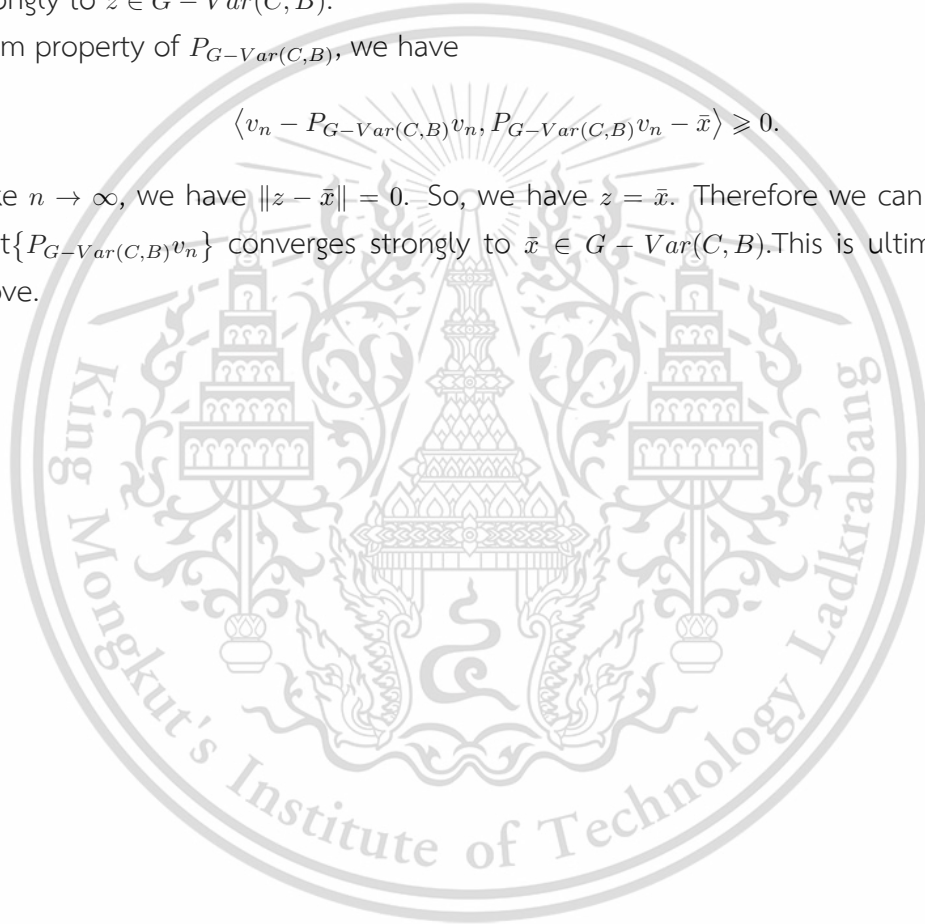 ongly to z ∈ G − Var(C, B).
m property of P_{G−Var(C,B)}, we have
⟨v_n − P_{G−Var(C,B)}v_n, P_{G−Var(C,B)}v_n − x̄⟩ ⩾ 0.
ke n → ∞, we have ∥z − x̄∥ = 0. So, we have z = x̄. Therefore we can
t{P_{G−Var(C,B)}v_n} converges strongly to x̄ ∈ G − Var(C, B).This is ultim
ove.
King Mongkut's Institute of Technology Ladkrabang